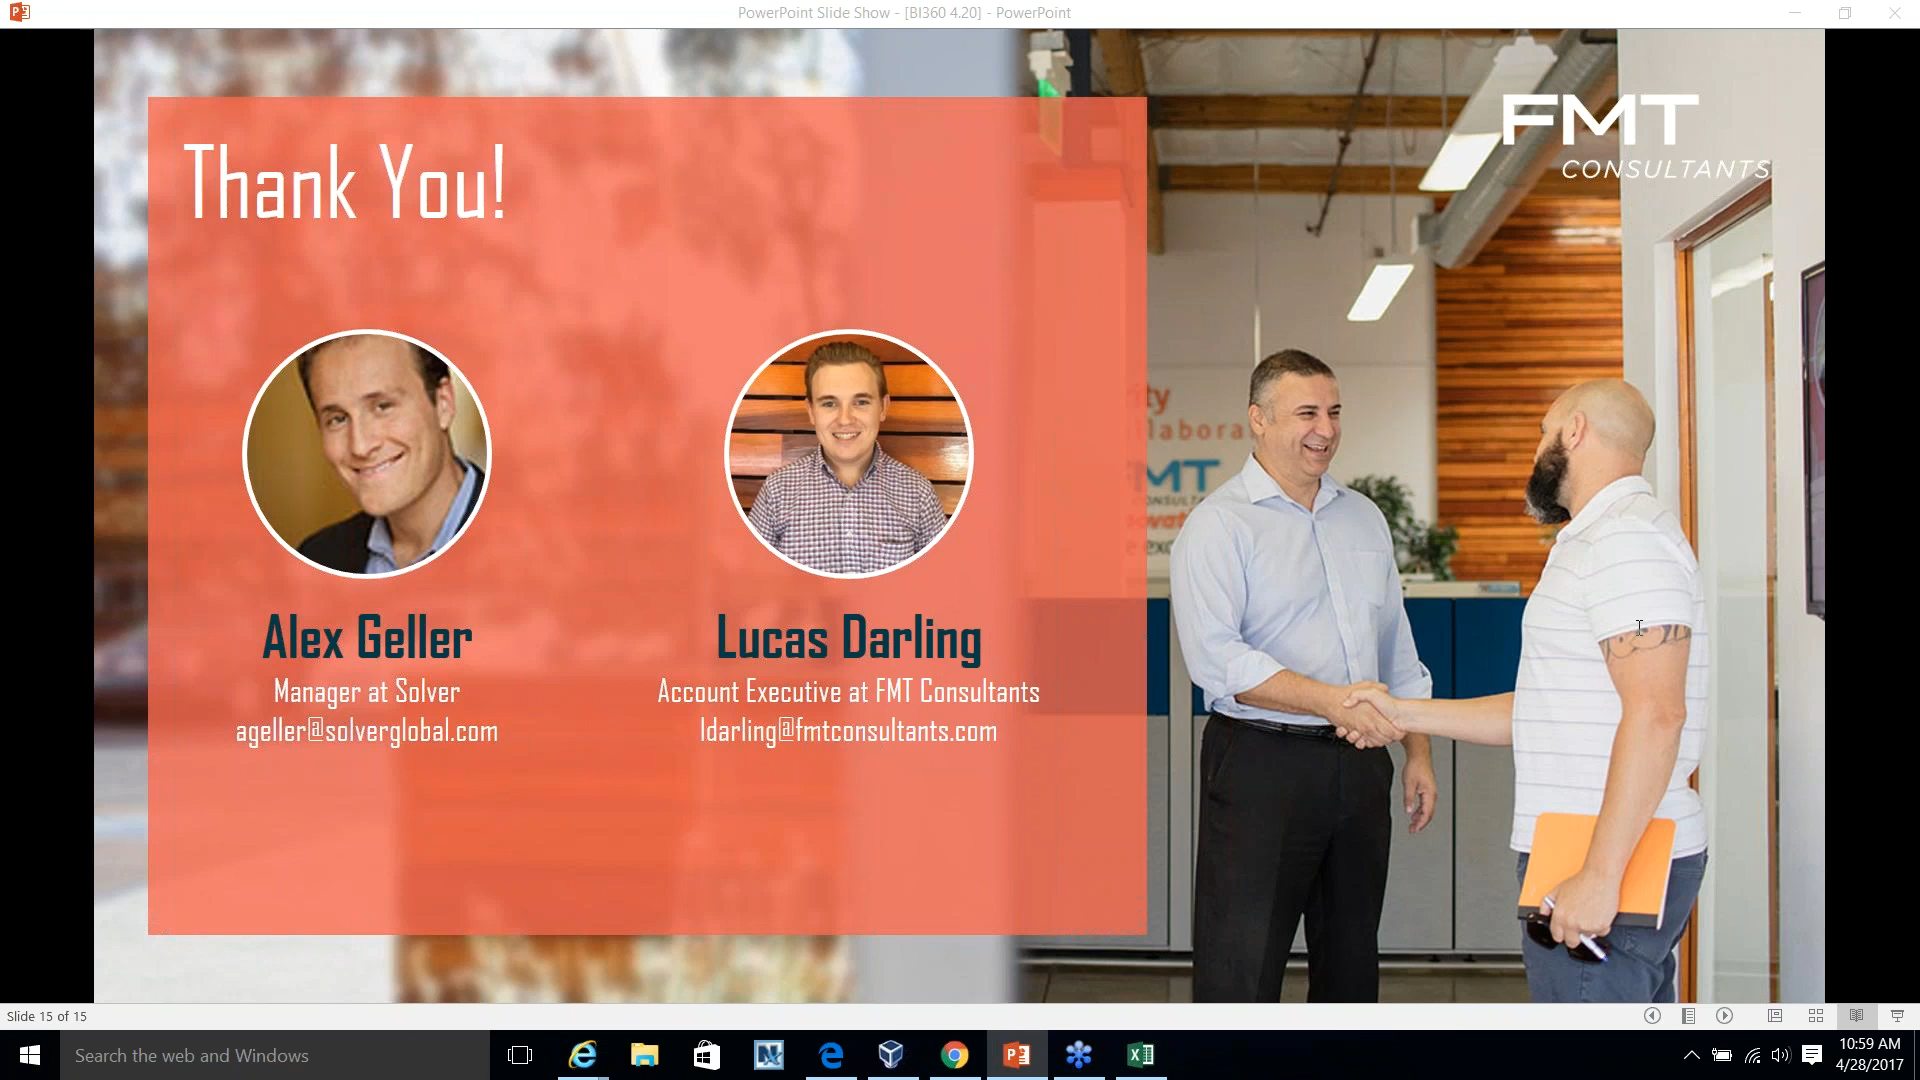 PowerPoint Slide Show - [BI360 4.20] - PowerPoint
FMT
CONSULTANTS
Thank You!
FMT
Alex Geller
Manager at Solver
ageller@solverglobal.com
Lucas Darling
Account Executive at FMT Consultants
ldarling@fmtconsultants.com
Slide 15 of 15
Search the web and Windows
10:59 AM
4/28/2017